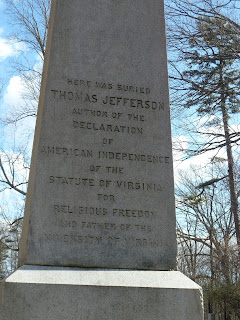 HERE WAS BURIED
THOMAS JEFFERSON
AUTHOR OF THE
DECLARATION
OF
AMERICAN INDEPENDENCE
OF THE
STATUTE OF VIRGINIA
FOR
RELIGIOUS FREEDOM
AND FATHER OF THE
UNIVERSITY OF VIRGINIA